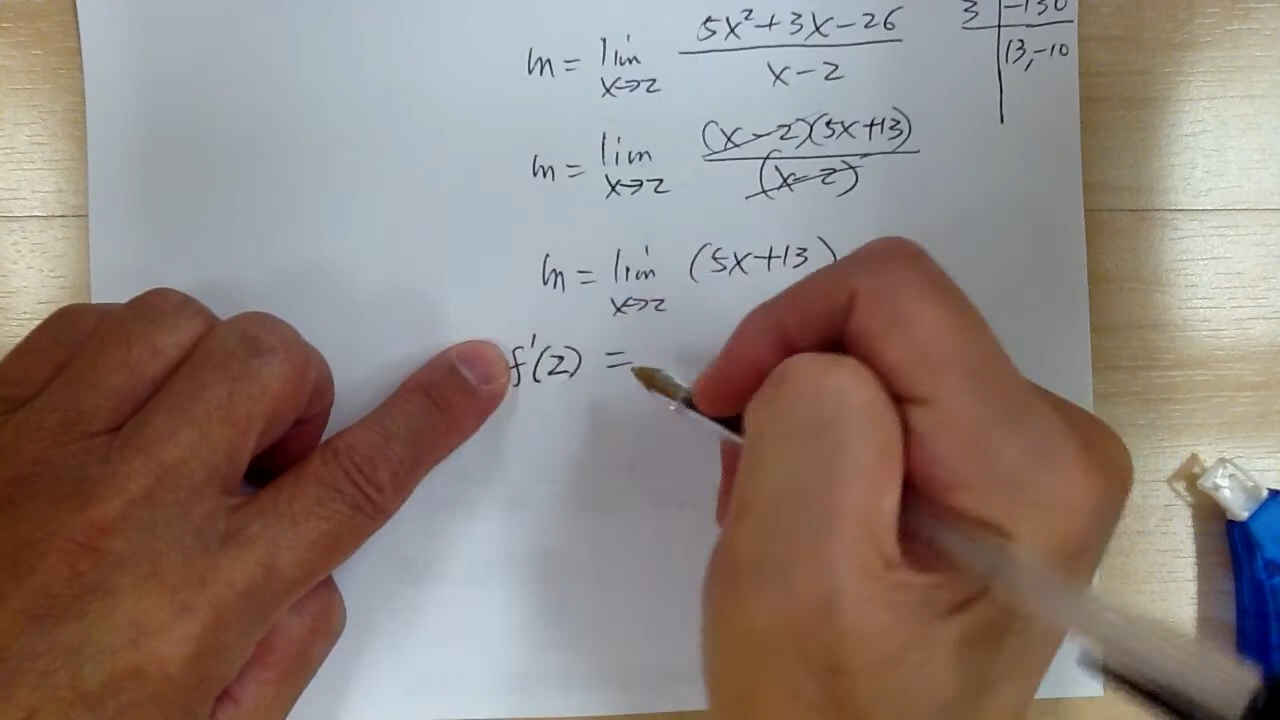 m = lim x→2 (5x²+3x-26)/(x-2)
3 | -130
13,-10
m = lim x→2 (x-2)(5x+13)/(x-2)
m = lim x→2 (5x+13)
f'(2) =